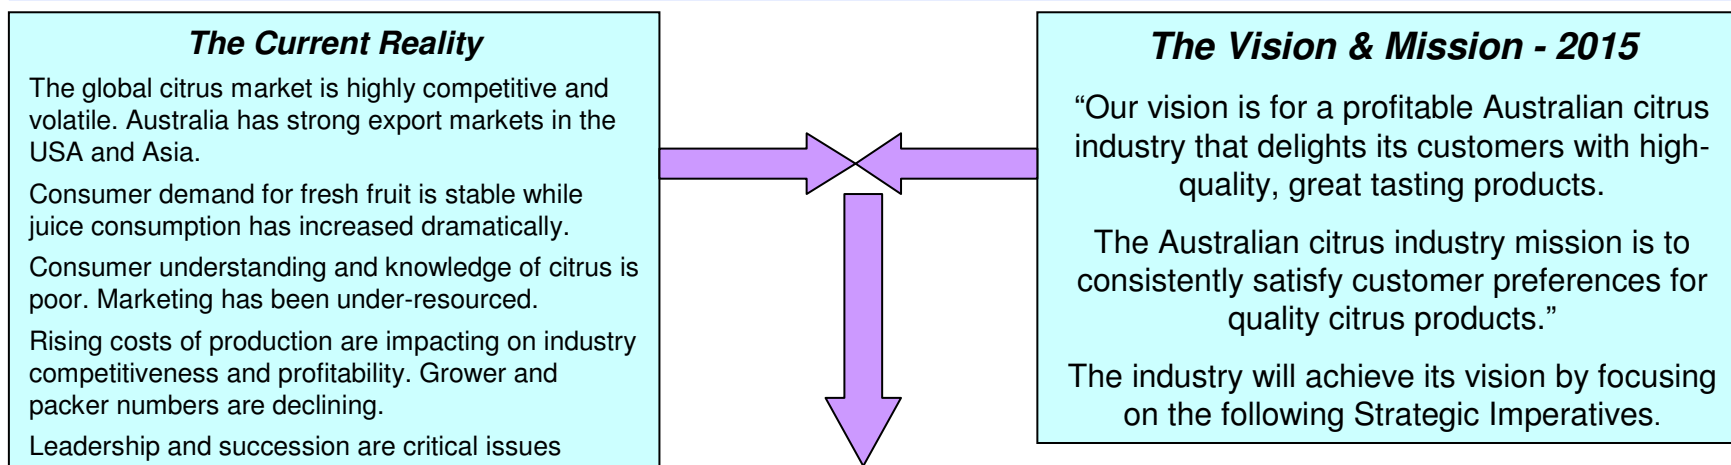 The Current Reality
The global citrus market is highly competitive and
volatile. Australia has strong export markets in the
USA and Asia.
Consumer demand for fresh fruit is stable while
juice consumption has increased dramatically.
Consumer understanding and knowledge of citrus is
poor. Marketing has been under-resourced.
Rising costs of production are impacting on industry
competitiveness and profitability. Grower and
packer numbers are declining.
Leadership and succession are critical issues
The Vision & Mission - 2015
“Our vision is for a profitable Australian citrus
industry that delights its customers with high-
quality, great tasting products.
The Australian citrus industry mission is to
consistently satisfy customer preferences for
quality citrus products.”
The industry will achieve its vision by focusing
on the following Strategic Imperatives.